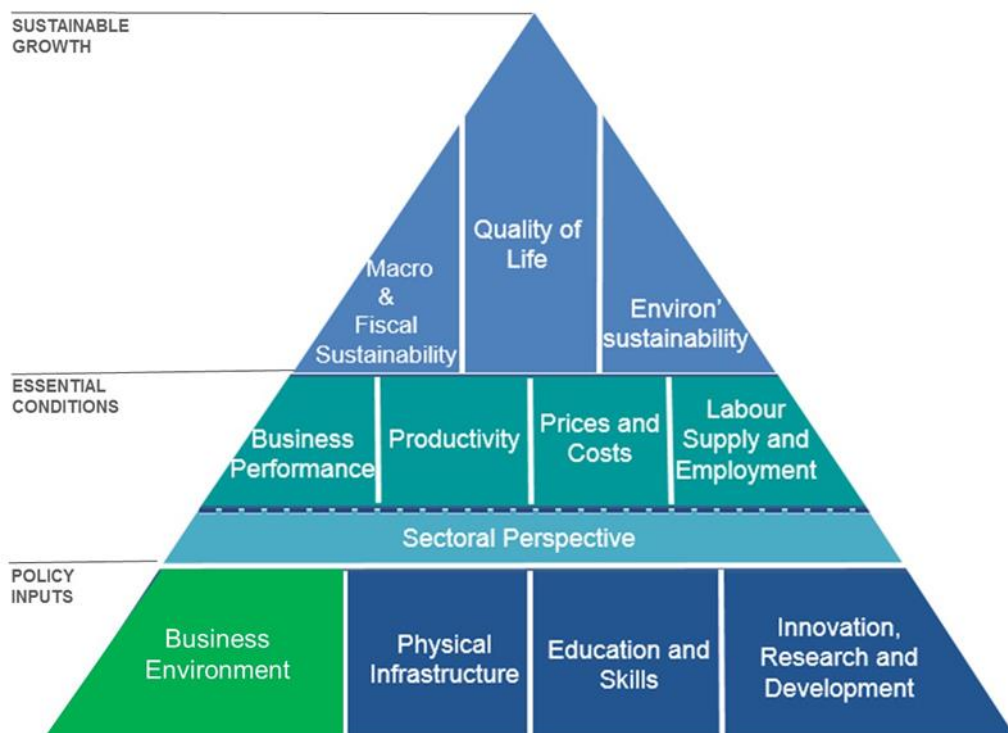 SUSTAINABLE
GROWTH
Quality of
Life
Macro
&
Fiscal
Sustainability
Environ’
sustainability
ESSENTIAL
CONDITIONS
Business
Performance
Productivity
Prices and
Costs
Labour
Supply and
Employment
Sectoral Perspective
POLICY
INPUTS
Business
Environment
Physical
Infrastructure
Education and
Skills
Innovation,
Research and
Development